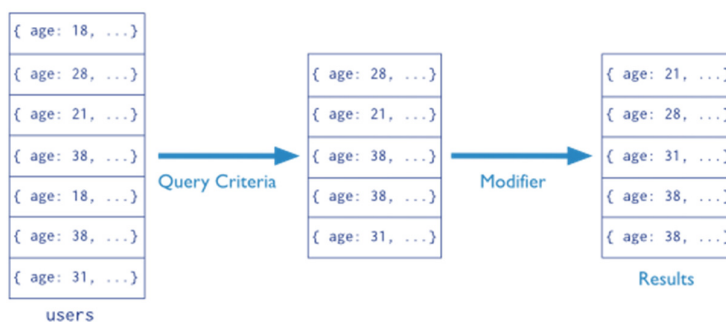 { age: 18, ...}
{ age: 28, ...}
{ age: 21, ...}
{ age: 38, ...}
{ age: 18, ...}
{ age: 38, ...}
{ age: 31, ...}
users
Query Criteria
{ age: 28, ...}
{ age: 21, ...}
{ age: 38, ...}
{ age: 38, ...}
{ age: 31, ...}
Modifier
{ age: 21, ...}
{ age: 28, ...}
{ age: 31, ...}
{ age: 38, ...}
{ age: 38, ...}
Results